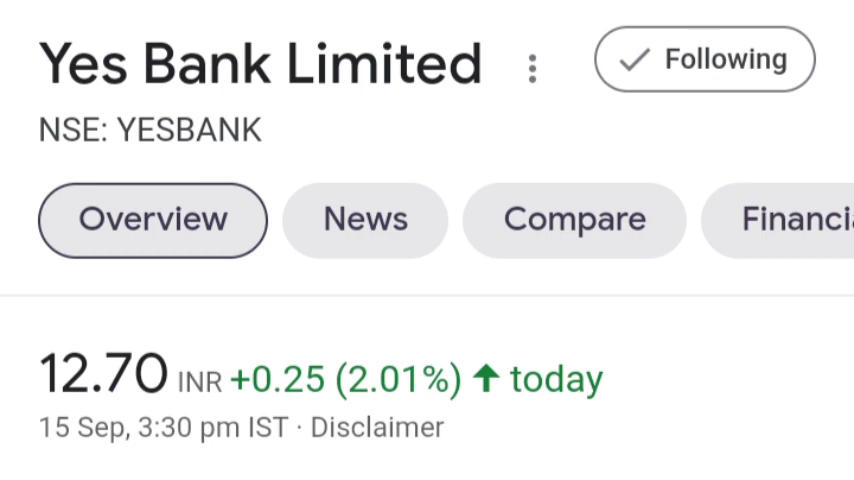 Yes Bank Limited
Following
NSE: YESBANK
Overview News Compare Financi
12.70 INR +0.25 (2.01%) ↑ today
15 Sep, 3:30 pm IST · Disclaimer